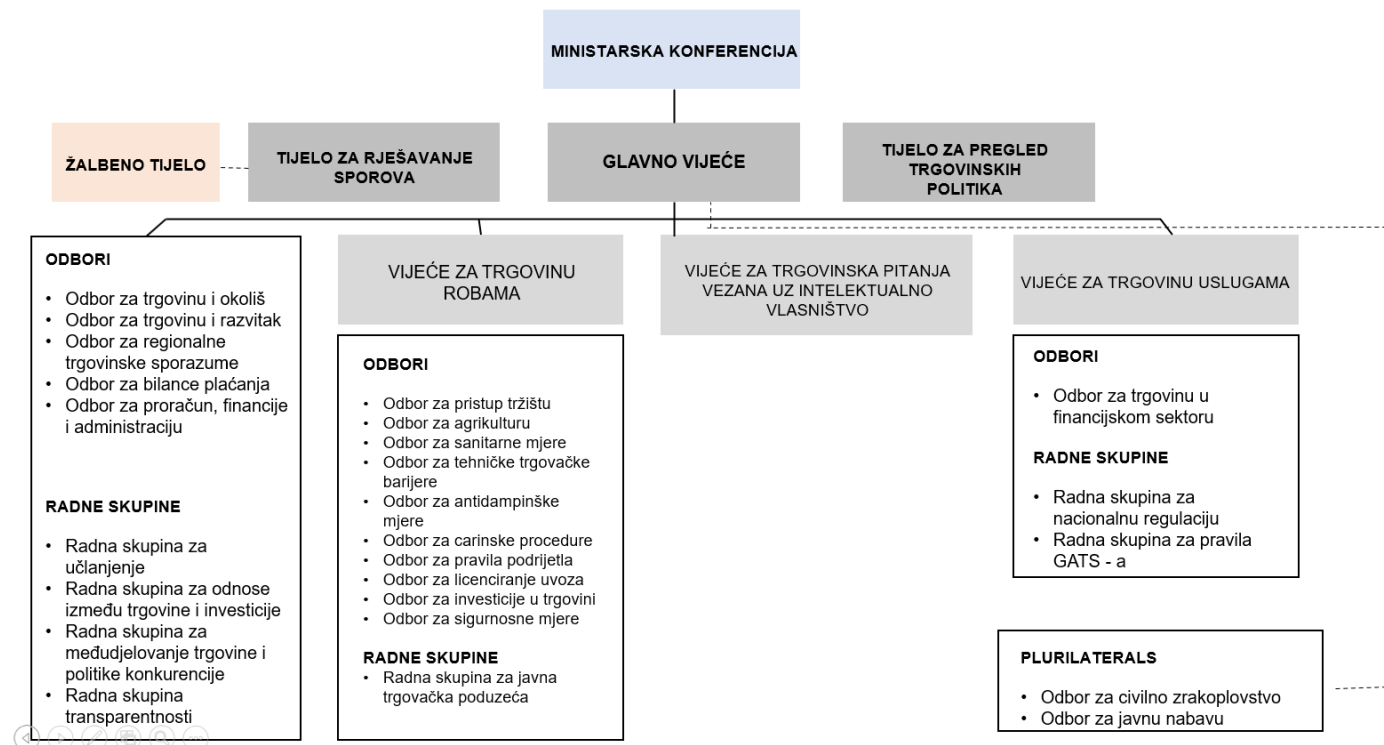 MINISTARSKA KONFERENCIJA
ŽALBENO TIJELO
TIJELO ZA RJEŠAVANJE
SPOROVA
GLAVNO VIJEĆE
TIJELO ZA PREGLED
TRGOVINSKIH
POLITIKA
ODBORI
• Odbor za trgovinu i okoliš
• Odbor za trgovinu i razvitak
• Odbor za regionalne
trgovinske sporazume
• Odbor za bilance plaćanja
• Odbor za proračun, financije
i administraciju
RADNE SKUPINE
• Radna skupina za
učlanjenje
• Radna skupina za odnose
između trgovine i investicije
• Radna skupina za
međudjelovanje trgovine i
politike konkurencije
• Radna skupina
transparentnosti
VIJEĆE ZA TRGOVINU
ROBAMA
ODBORI
• Odbor za pristup tržištu
• Odbor za agrikulturu
• Odbor za sanitarne mjere
• Odbor za tehničke trgovačke
barijere
• Odbor za antidampinške
mjere
• Odbor za carinske procedure
• Odbor za pravila podrijetla
• Odbor za licenciranje uvoza
• Odbor za investicije u trgovini
• Odbor za sigurnosne mjere
RADNE SKUPINE
• Radna skupina za javna
trgovačka poduzeća
VIJEĆE ZA TRGOVINSKA PITANJA
VEZANA UZ INTELEKTUALNO
VLASNIŠTVO
VIJEĆE ZA TRGOVINU USLUGAMA
ODBORI
• Odbor za trgovinu u
financijskom sektoru
RADNE SKUPINE
• Radna skupina za
nacionalnu regulaciju
• Radna skupina za pravila
GATS - a
PLURILATERALS
• Odbor za civilno zrakoplovstvo
• Odbor za javnu nabavu